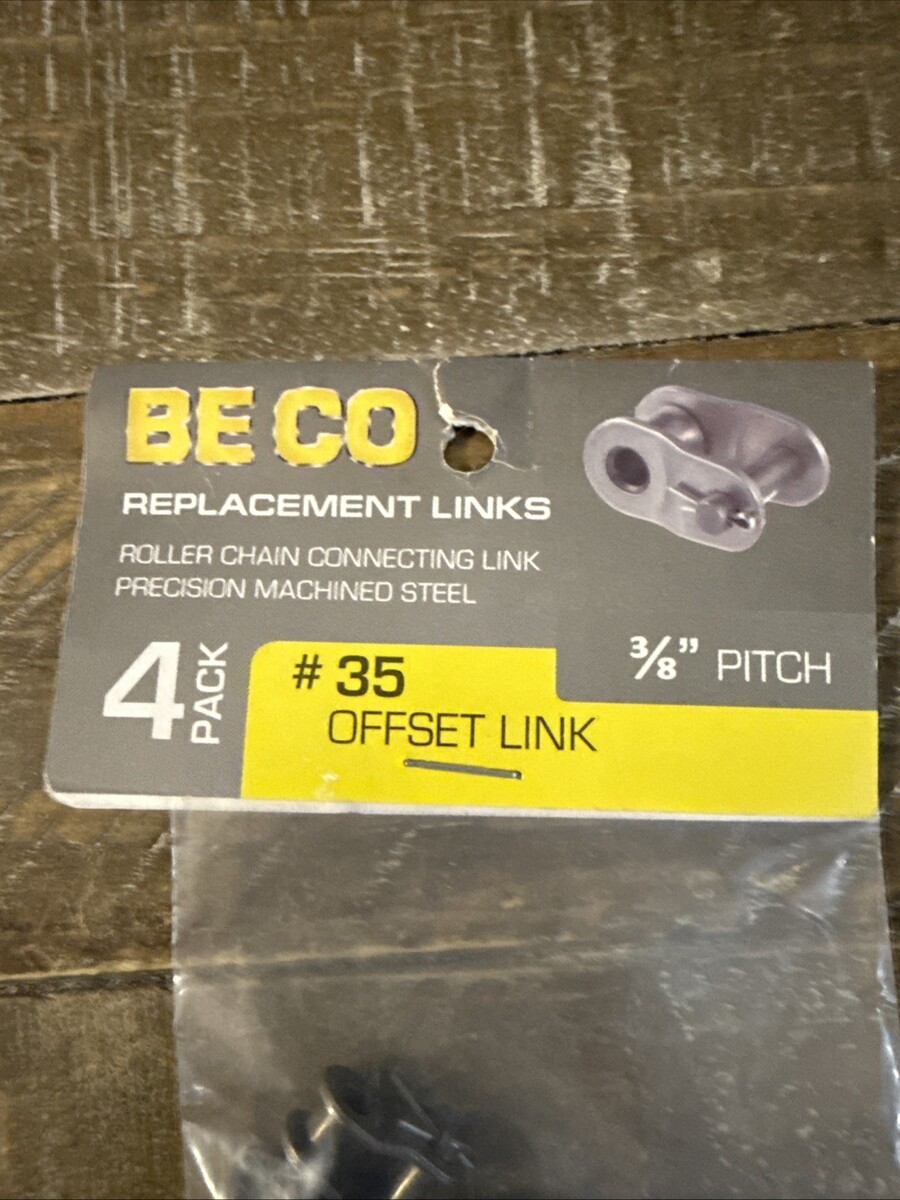 BE CO
REPLACEMENT LINKS
ROLLER CHAIN CONNECTING LINK
PRECISION MACHINED STEEL
4 PACK
# 35
OFFSET LINK
3/8” PITCH